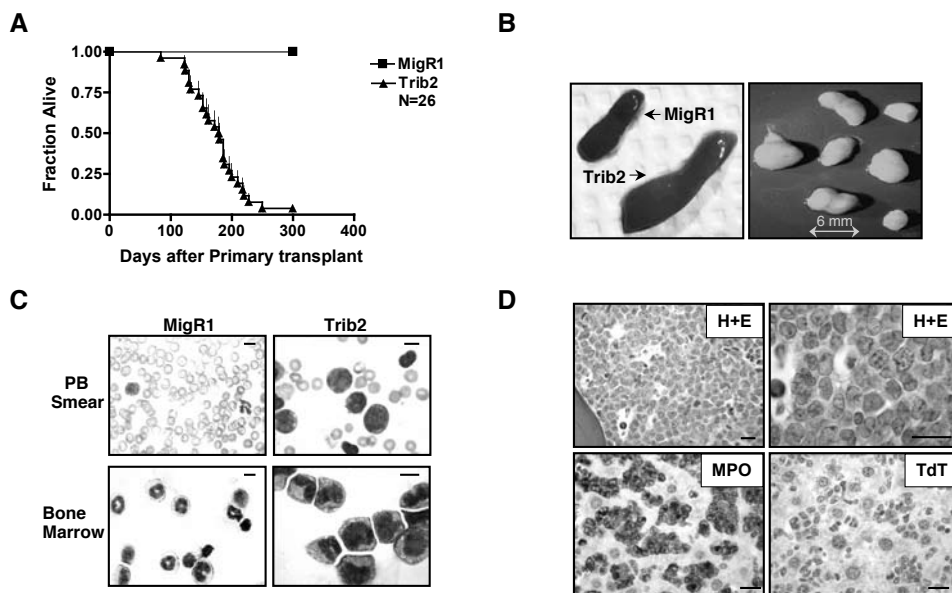 A
1.00
0.75
0.50
0.25
0.00
Fraction Alive
0 100 200 300 400
Days after Primary transplant
MigR1
Trib2
N=26
B
MigR1
Trib2
6 mm
C
MigR1 Trib2
PB
Smear
Bone
Marrow
D
H+E
H+E
MPO
TdT